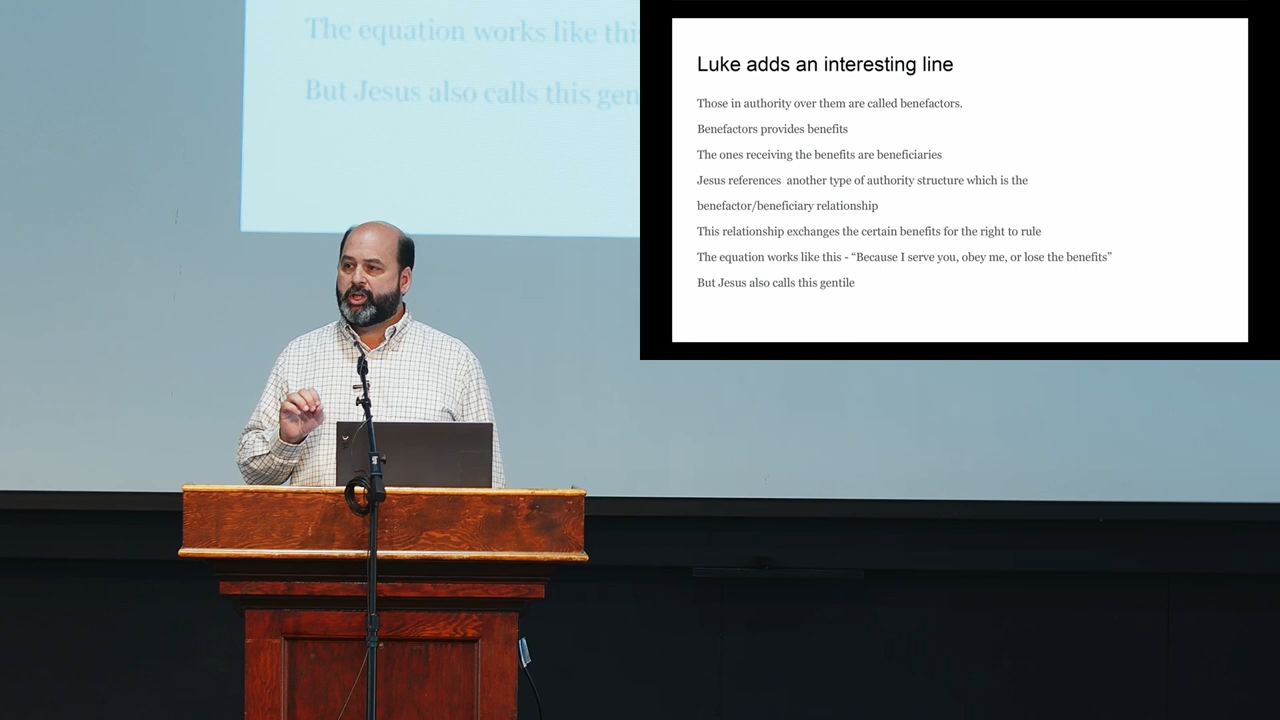 The equation works like this
But Jesus also calls this gen
Luke adds an interesting line
Those in authority over them are called benefactors.
Benefactors provides benefits
The ones receiving the benefits are beneficiaries
Jesus references  another type of authority structure which is the
benefactor/beneficiary relationship
This relationship exchanges the certain benefits for the right to rule
The equation works like this - “Because I serve you, obey me, or lose the benefits”
But Jesus also calls this gentile